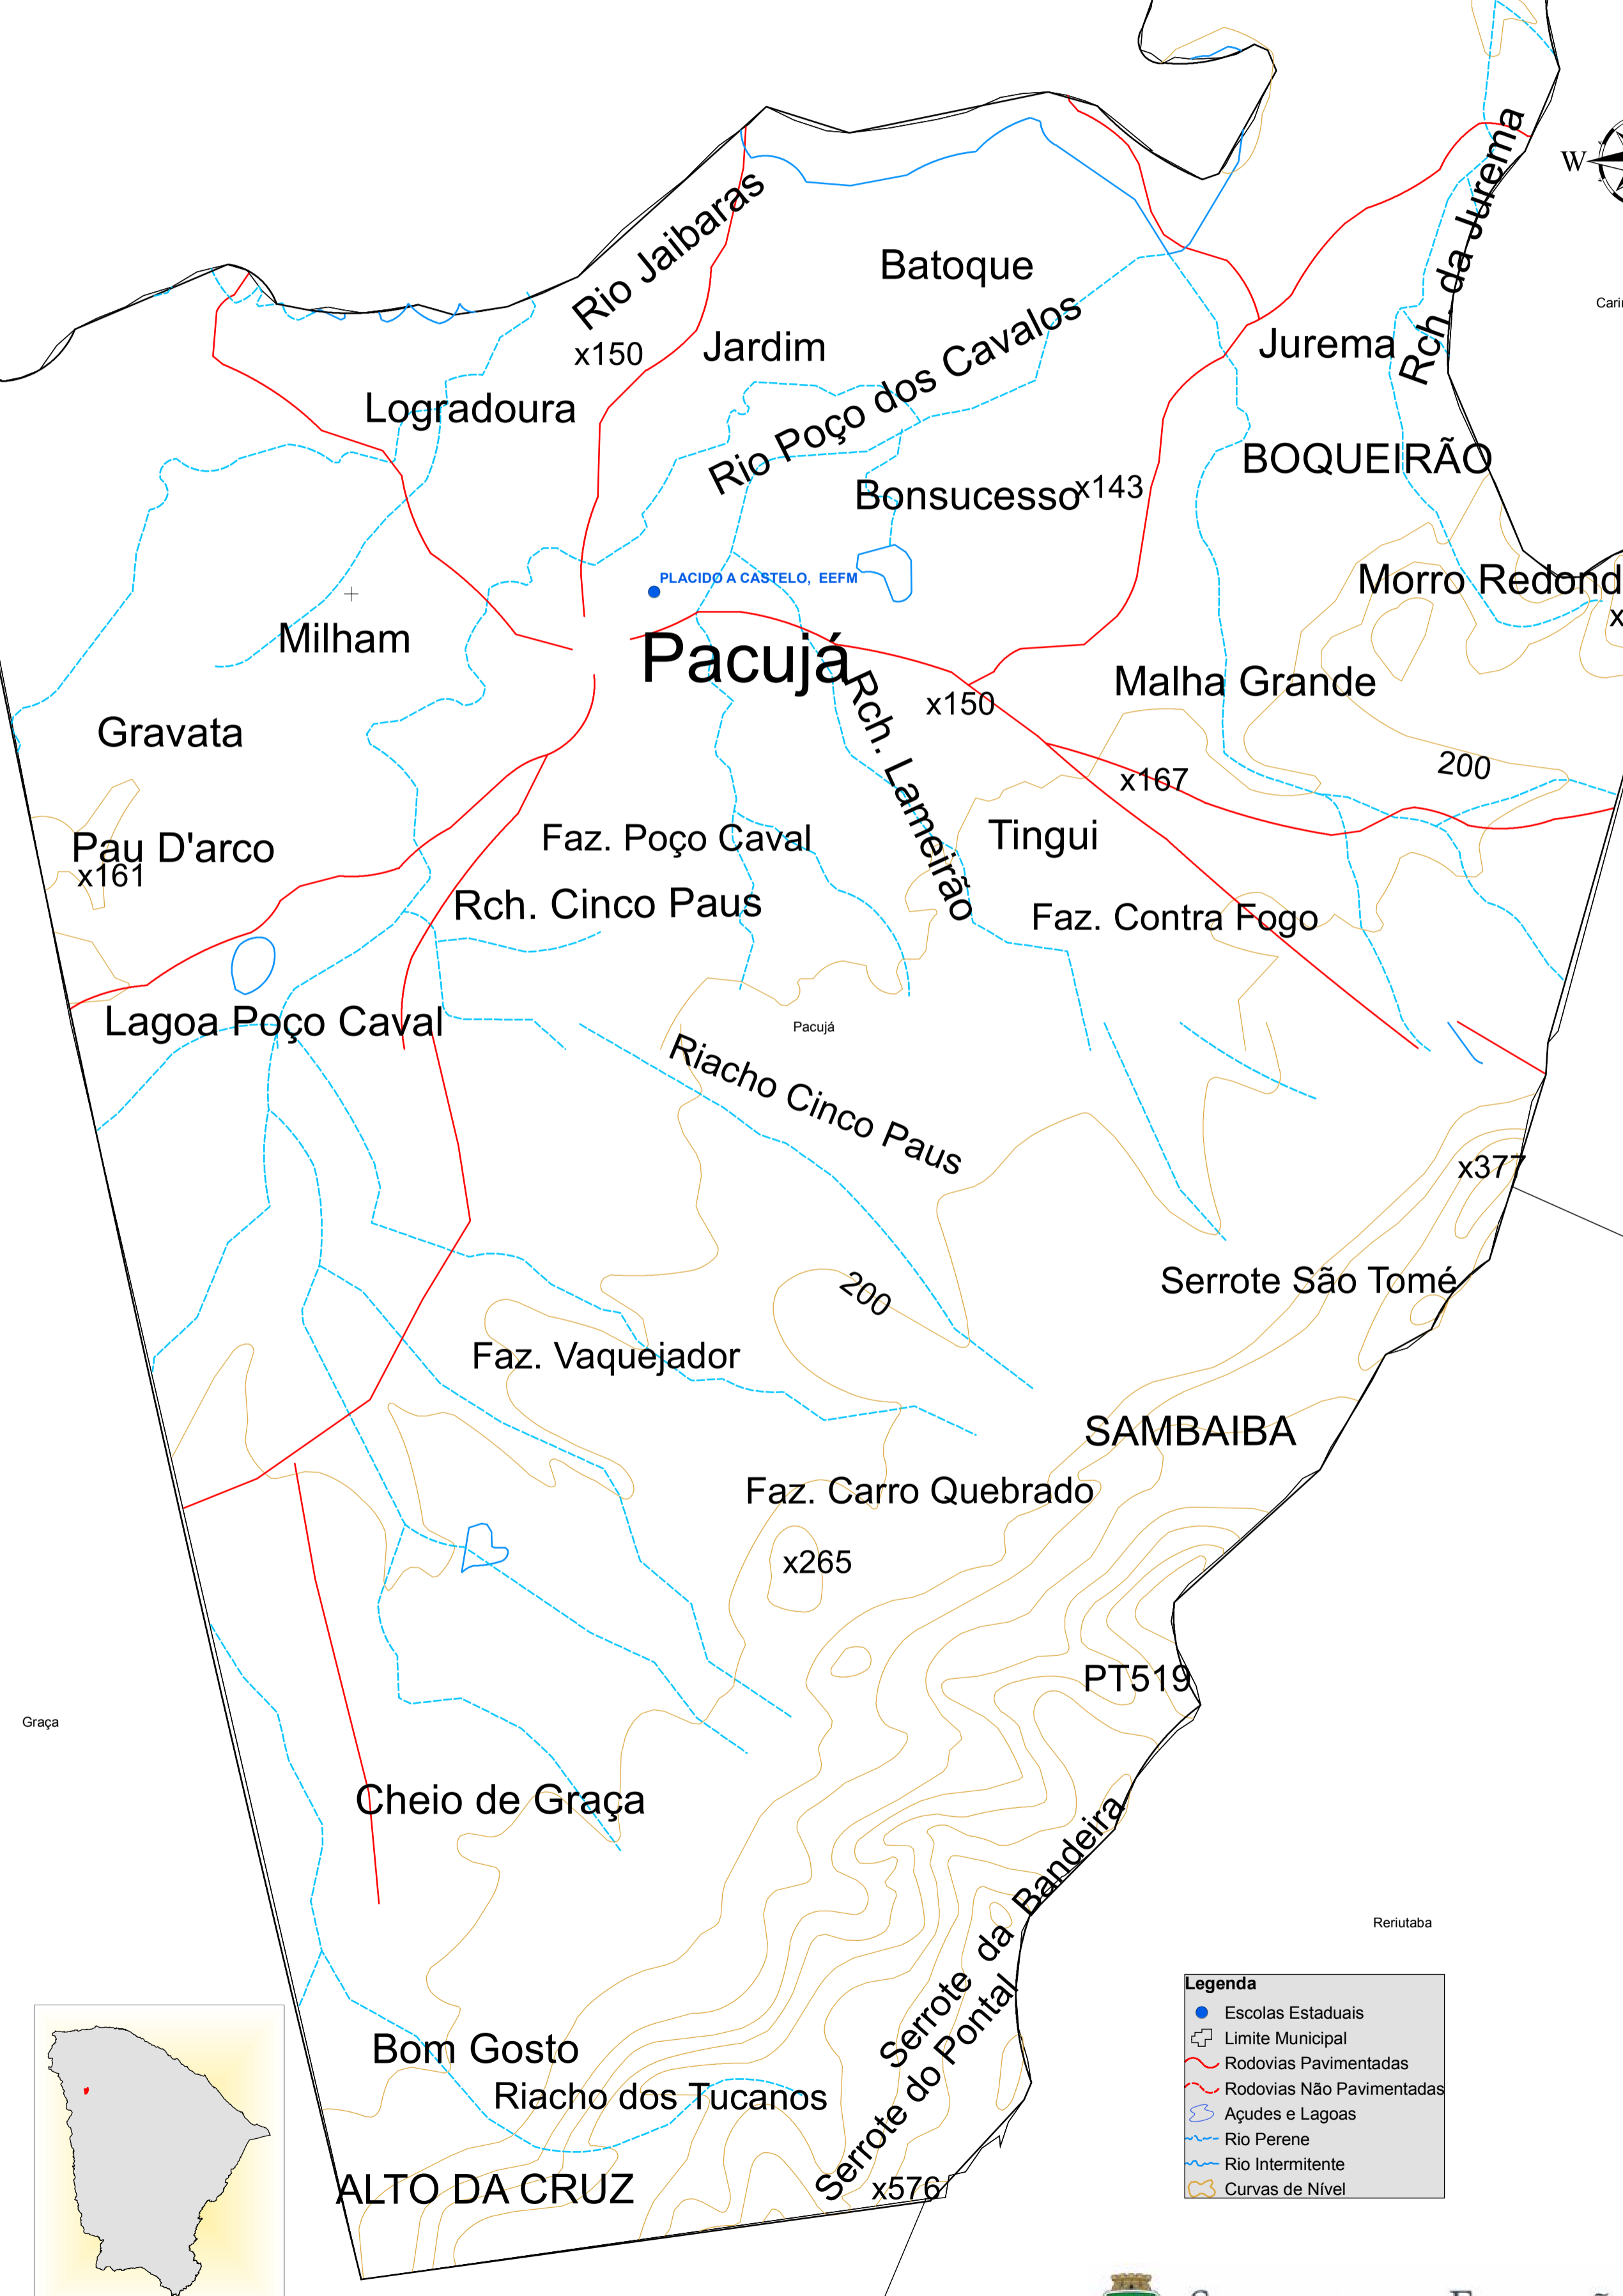 Rch. da Jurema
W
Rio Jaibaras
Batoque
x150
Jardim
Jurema
Rio Poço dos Cavalos
Logradoura
BOQUEIRÃO
Bonsucesso
x143
PLACIDO A CASTELO, EEFM
Morro Redond
Milham
Pacujá
Malha Grande
x150
Gravata
Rch. Lameirão
200
x167
Pau D'arco
x161
Faz. Poço Caval
Tingui
Rch. Cinco Paus
Faz. Contra Fogo
Lagoa Poço Caval
Pacujá
Riacho Cinco Paus
x377
Serrote São Tomé
200
Faz. Vaquejador
SAMBAIBA
Faz. Carro Quebrado
x265
PT519
Graça
Cheio de Graça
Serrote da Bandeira
Reriutaba
Serrote do Pontal
Bom Gosto
Riacho dos Tucanos
ALTO DA CRUZ
x576
Legenda
Escolas Estaduais
Limite Municipal
Rodovias Pavimentadas
Rodovias Não Pavimentadas
Açudes e Lagoas
Rio Perene
Rio Intermitente
Curvas de Nível